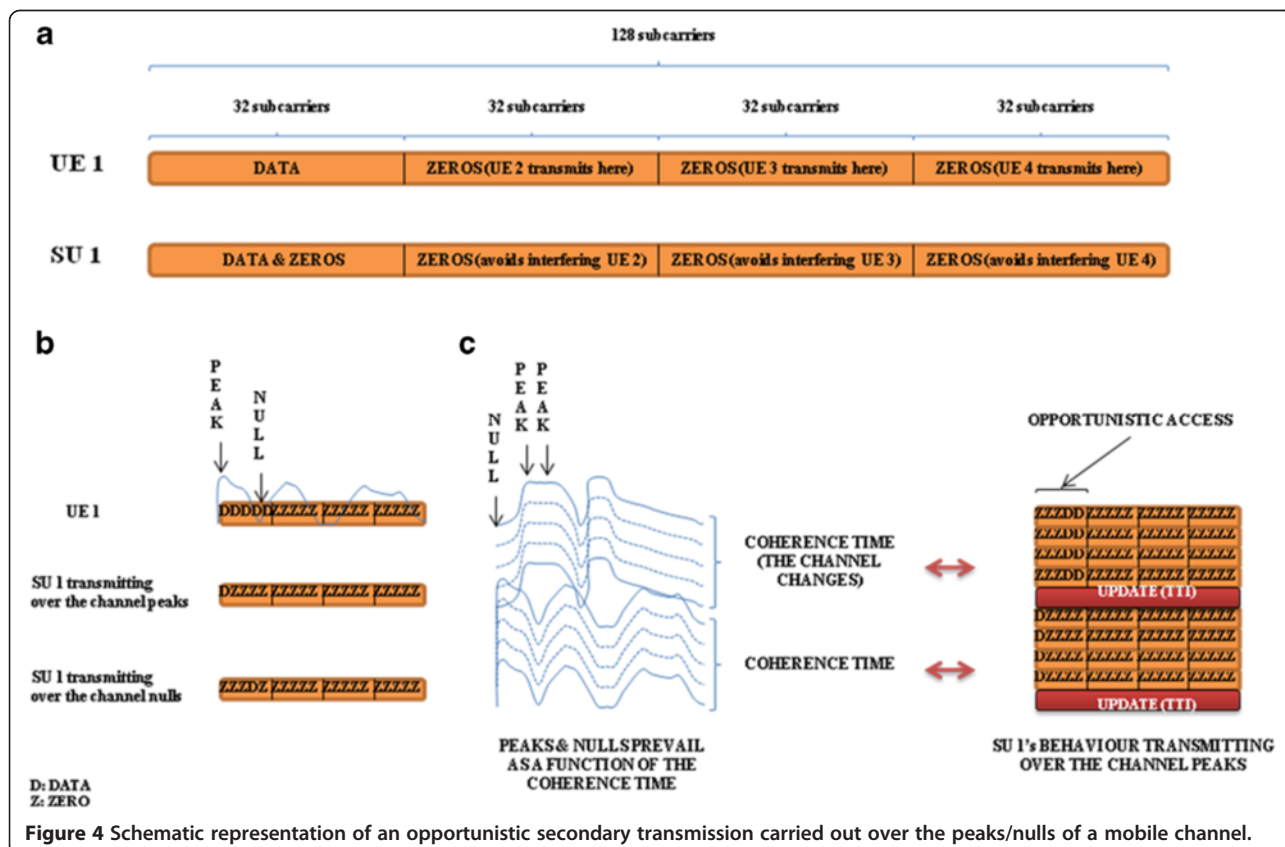 a
128 subcarriers
32 subcarriers 32 subcarriers 32 subcarriers 32 subcarriers
UE 1
DATA ZEROS (UE 2 transmits here) ZEROS (UE 3 transmits here) ZEROS (UE 4 transmits here)
SU 1
DATA & ZEROS ZEROS (avoids interfering UE 2) ZEROS (avoids interfering UE 3) ZEROS (avoids interfering UE 4)
b
PEAK
NULL
UE 1
DDDDD ZZZZZ ZZZZZ ZZZZZ
SU 1 transmitting
over the channel peaks
DZZZZ ZZZZZ ZZZZZ ZZZZZ
SU 1 transmitting
over the channel nulls
ZZZDZ ZZZZZ ZZZZZ ZZZZZ
D: DATA
Z: ZERO
c
NULL
PEAK
PEAK
COHERENCE TIME
(THE CHANNEL
CHANGES)
COHERENCE TIME
PEAKS & NULLS PREVAIL
AS A FUNCTION OF THE
COHERENCE TIME
OPPORTUNISTIC ACCESS
ZZZDD ZZZZZ ZZZZZ ZZZZZ
ZZZDD ZZZZZ ZZZZZ ZZZZZ
ZZZDD ZZZZZ ZZZZZ ZZZZZ
ZZZDD ZZZZZ ZZZZZ ZZZZZ
UPDATE (TTI)
DZZZZ ZZZZZ ZZZZZ ZZZZZ
DZZZZ ZZZZZ ZZZZZ ZZZZZ
DZZZZ ZZZZZ ZZZZZ ZZZZZ
DZZZZ ZZZZZ ZZZZZ ZZZZZ
UPDATE (TTI)
SU 1's BEHAVIOUR TRANSMITTING
OVER THE CHANNEL PEAKS
Figure 4 Schematic representation of an opportunistic secondary transmission carried out over the peaks/nulls of a mobile channel.